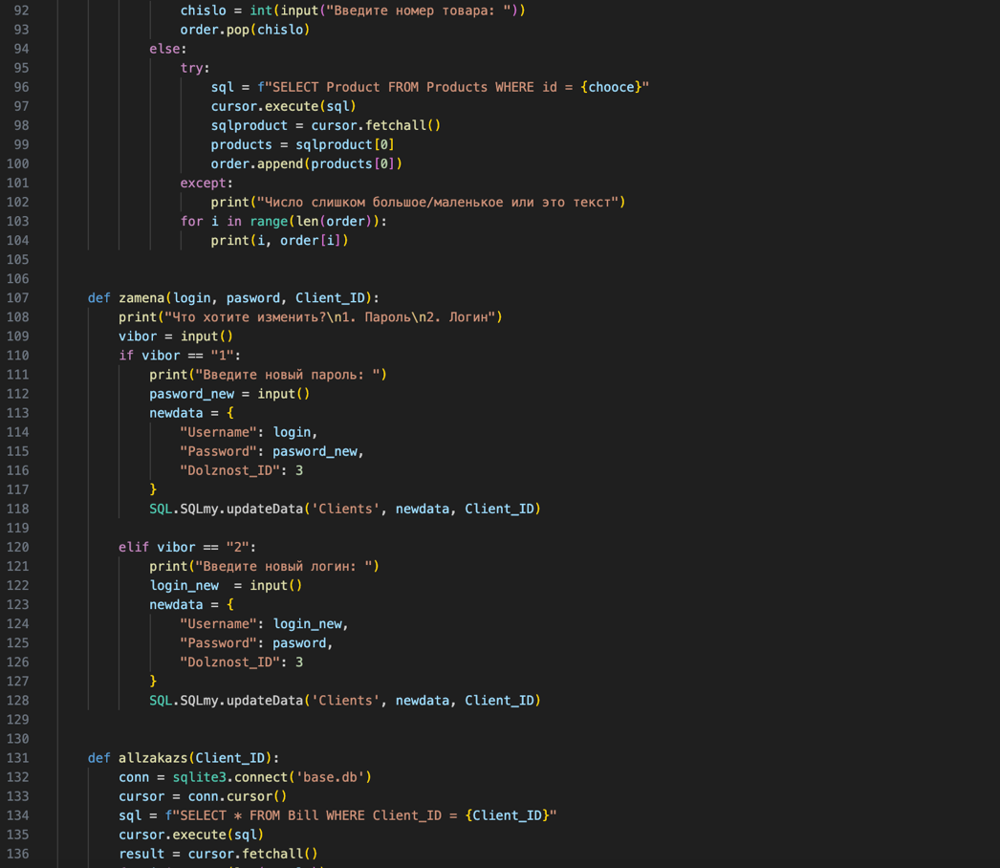 92 chislo = int(input("Введите номер товара: "))
93 order.pop(chislo)
94 else:
95 try:
96 sql = f"SELECT Product FROM Products WHERE id = {chooce}"
97 cursor.execute(sql)
98 sqlproduct = cursor.fetchall()
99 products = sqlproduct[0]
100 order.append(products[0])
101 except:
102 print("Число слишком большое/маленькое или это текст")
103 for i in range(len(order)):
104 print(i, order[i])
105
106
107 def zamena(login, pasword, Client_ID):
108 print("Что хотите изменить?\n1. Пароль\n2. Логин")
109 vibor = input()
110 if vibor == "1":
111 print("Введите новый пароль: ")
112 pasword_new = input()
113 newdata = {
114 "Username": login,
115 "Password": pasword_new,
116 "Dolznost_ID": 3
117 }
118 SQL.SQLmy.updateData('Clients', newdata, Client_ID)
119
120 elif vibor == "2":
121 print("Введите новый логин: ")
122 login_new  = input()
123 newdata = {
124 "Username": login_new,
125 "Password": pasword,
126 "Dolznost_ID": 3
127 }
128 SQL.SQLmy.updateData('Clients', newdata, Client_ID)
129
130
131 def allzakazs(Client_ID):
132 conn = sqlite3.connect('base.db')
133 cursor = conn.cursor()
134 sql = f"SELECT * FROM Bill WHERE Client_ID = {Client_ID}"
135 cursor.execute(sql)
136 result = cursor.fetchall()